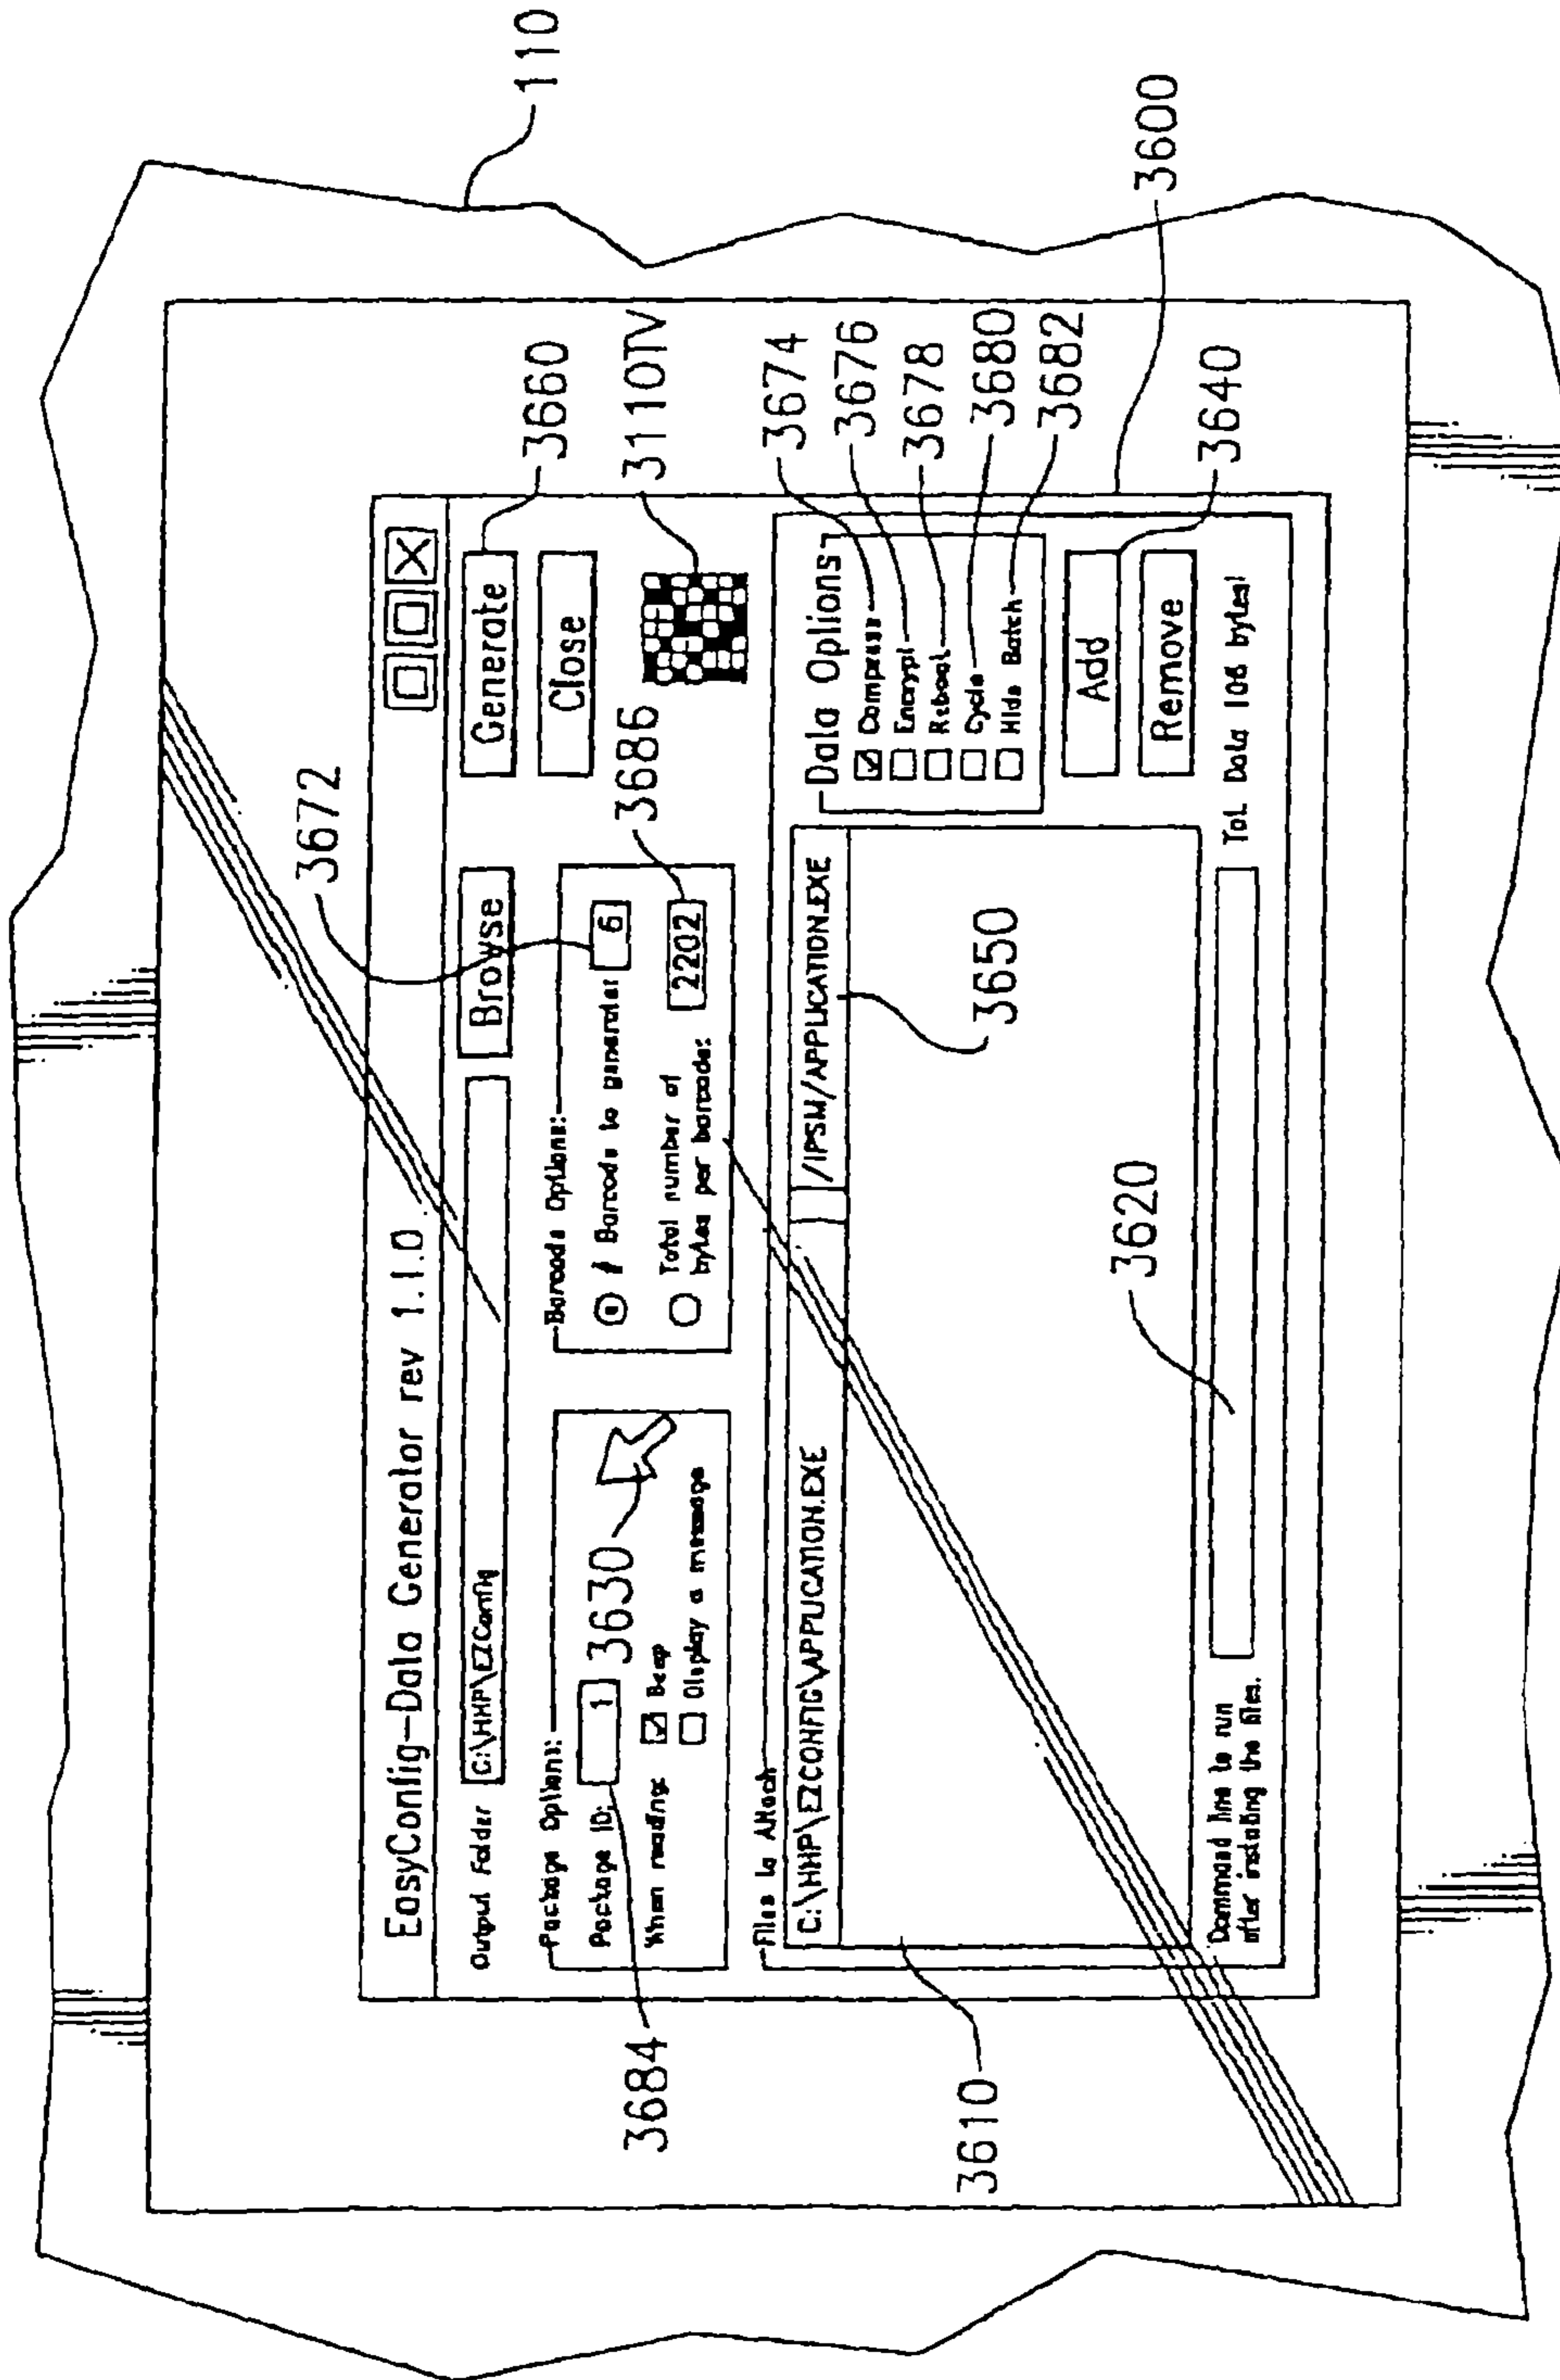 110
3672
3660
EasyConfig-Data Generator rev 1.1.0
Output Folder C:\HHP\EZConfig Browse Generate
Close
3110TV
Package Options:
Package ID: 1
3630
When reading: Beep
Display a message
3684
Barcode Options:
# Barcode to generate: 6
Total number of
bytes per barcode: 2202
3686
Files to Attach
C:\HHP\EZCONFIG\APPLICATION.EXE /IPSM/APPLICATION.EXE
3610
3650
3620
Data Options
Compress 3674
Encrypt 3676
Reboot 3678
Cycle 3680
Hide Batch 3682
Add 3640
Remove
3600
Command line to run
after installing the files.
Tot. Data 108 bytes!